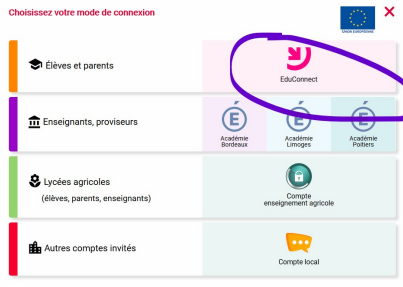 Choisissez votre mode de connexion
UNION EUROPÉENNE
Élèves et parents
EduConnect
Enseignants, proviseurs
Académie
Bordeaux
Académie
Limoges
Académie
Poitiers
Lycées agricoles
(élèves, parents, enseignants)
Compte
enseignement agricole
Autres comptes invités
Compte local